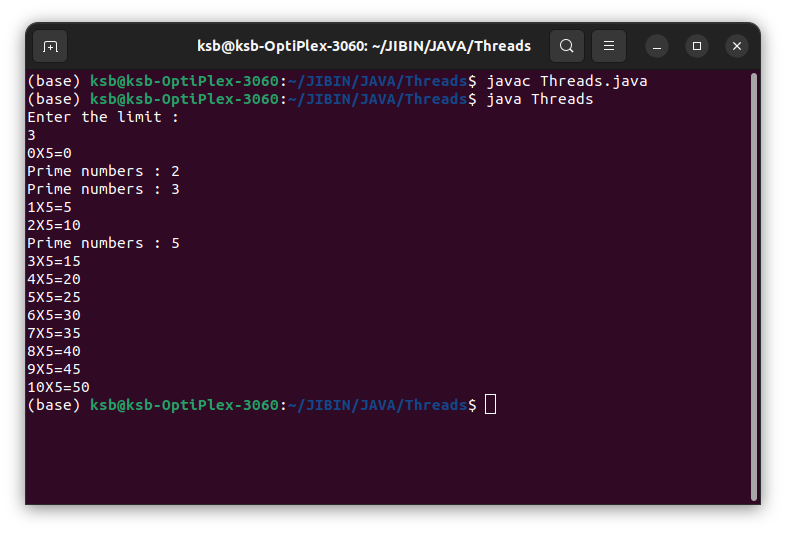 ksb@ksb-OptiPlex-3060: ~/JIBIN/JAVA/Threads
(base) ksb@ksb-OptiPlex-3060:~/JIBIN/JAVA/Threads$ javac Threads.java
(base) ksb@ksb-OptiPlex-3060:~/JIBIN/JAVA/Threads$ java Threads
Enter the limit :
3
0X5=0
Prime numbers : 2
Prime numbers : 3
1X5=5
2X5=10
Prime numbers : 5
3X5=15
4X5=20
5X5=25
6X5=30
7X5=35
8X5=40
9X5=45
10X5=50
(base) ksb@ksb-OptiPlex-3060:~/JIBIN/JAVA/Threads$